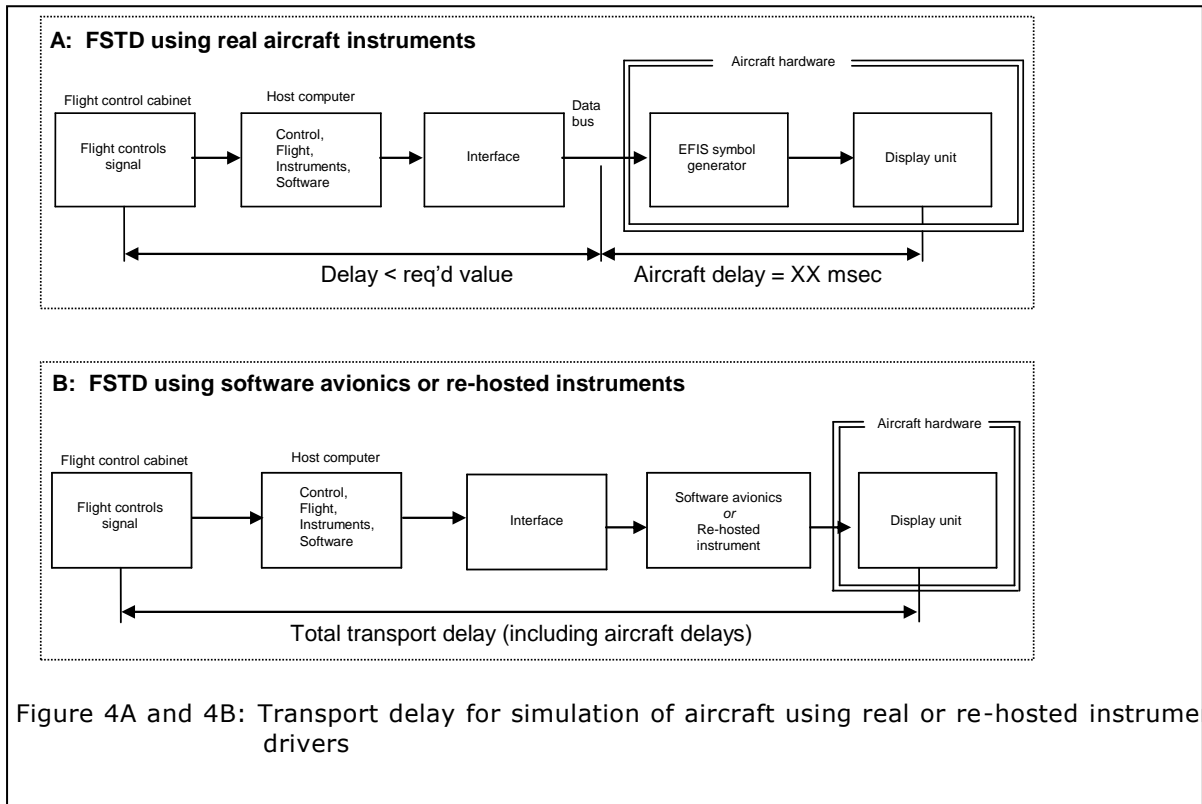 A: FSTD using real aircraft instruments
Aircraft hardware
Flight control cabinet
Host computer
Data
bus
Flight controls
signal
Control,
Flight,
Instruments,
Software
Interface
EFIS symbol
generator
Display unit
Delay < req'd value
Aircraft delay = XX msec
B: FSTD using software avionics or re-hosted instruments
Aircraft hardware
Flight control cabinet
Host computer
Flight controls
signal
Control,
Flight,
Instruments,
Software
Interface
Software avionics
or
Re-hosted
instrument
Display unit
Total transport delay (including aircraft delays)
Figure 4A and 4B: Transport delay for simulation of aircraft using real or re-hosted instrume
drivers